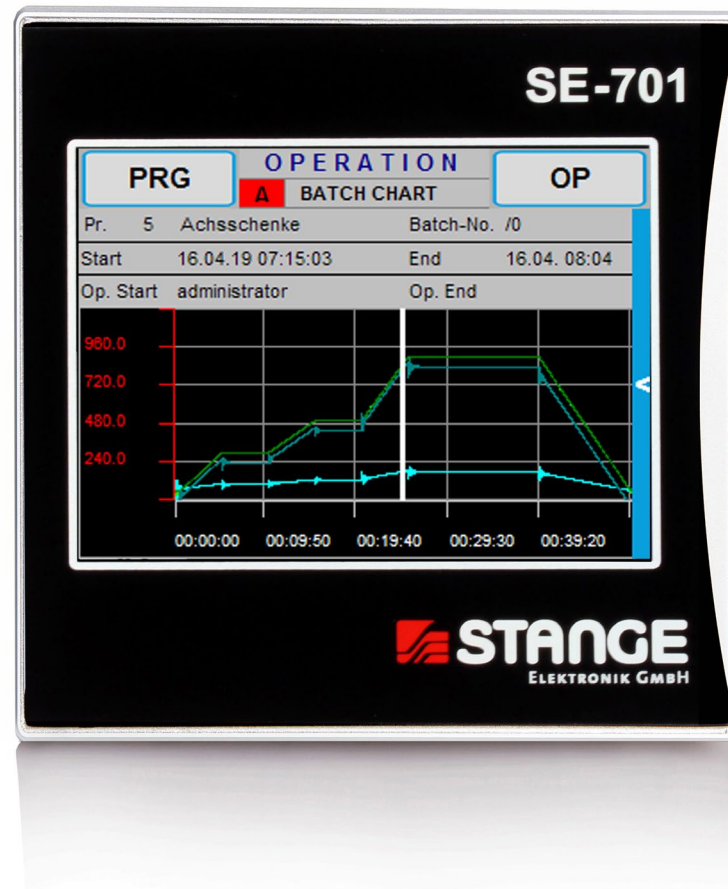 SE-701
PRG
OPERATION
OP
A BATCH CHART
Pr. 5 Achsschenke Batch-No. /0
Start 16.04.19 07:15:03 End 16.04. 08:04
Op. Start administrator Op. End
960.0
720.0
480.0
240.0
<
00:00:00 00:09:50 00:19:40 00:29:30 00:39:20
STANGE
ELEKTRONIK GMBH